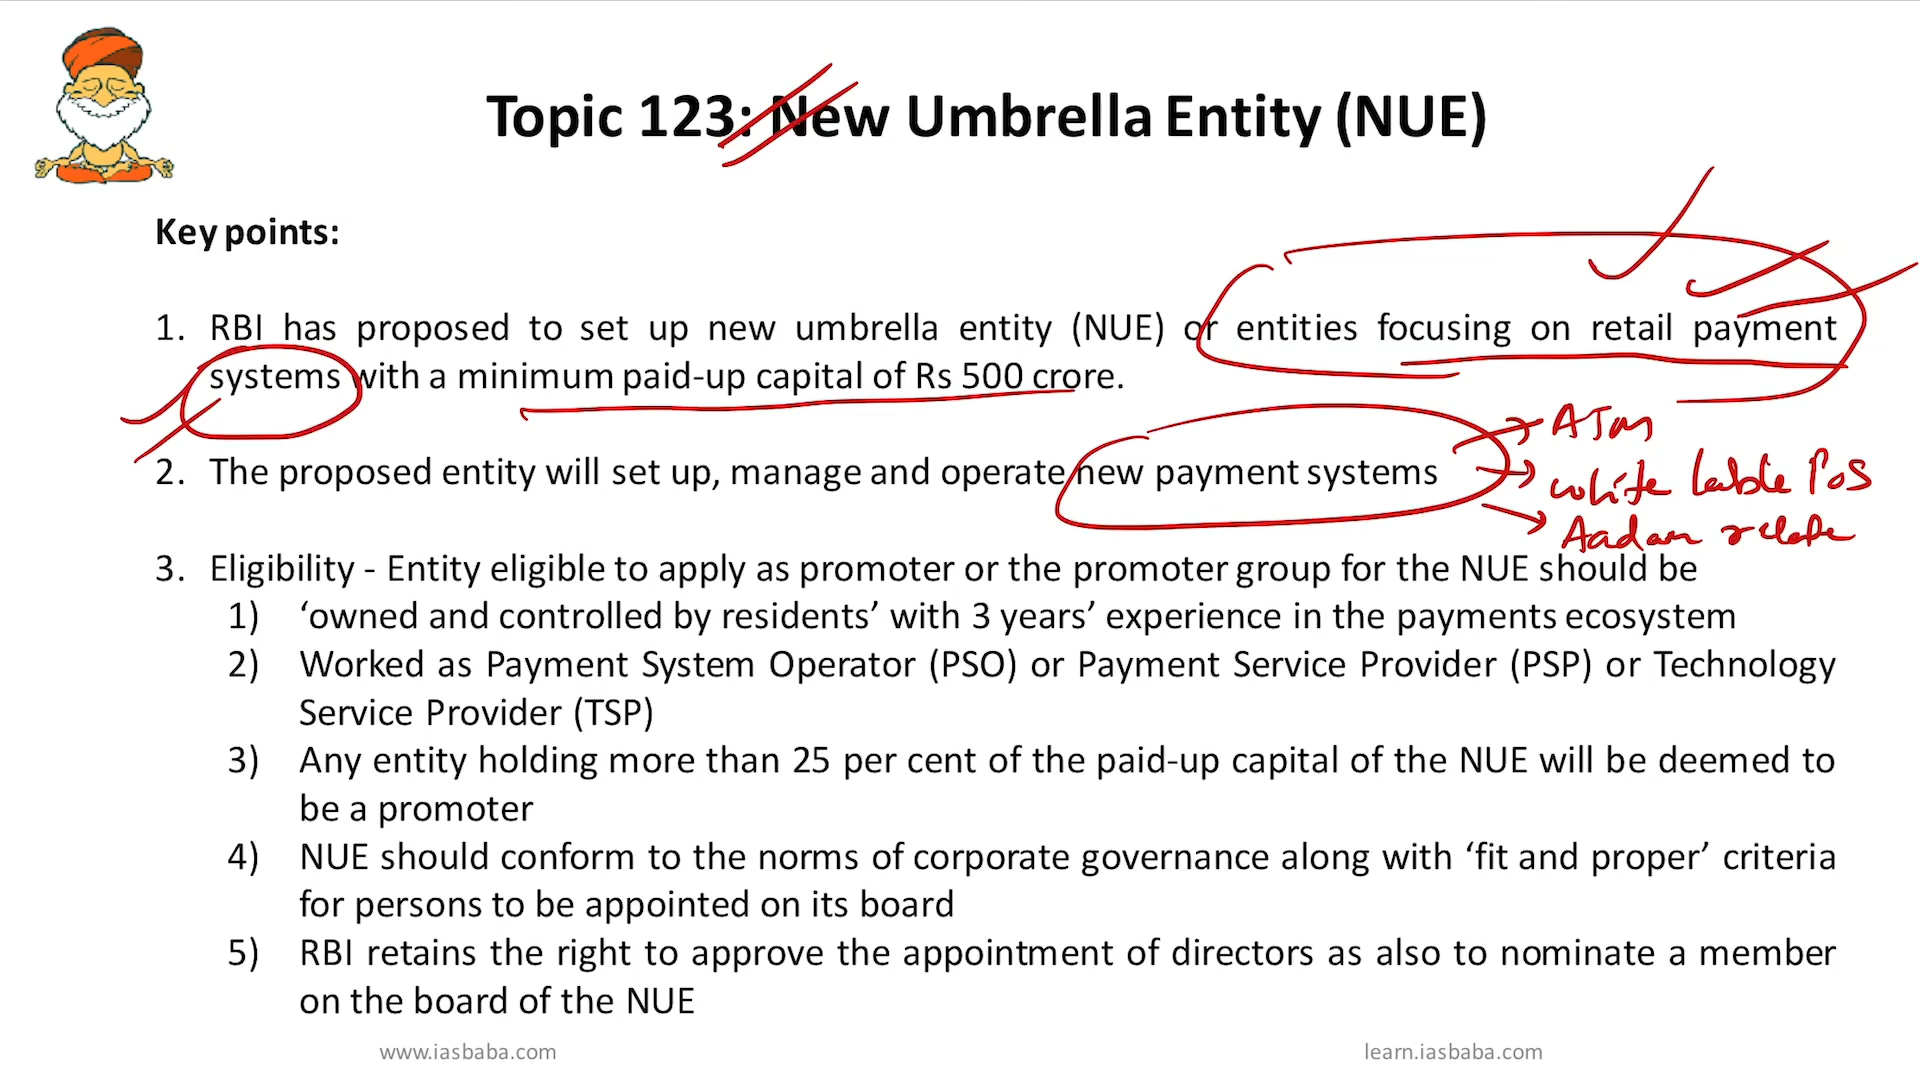 Topic 123: New Umbrella Entity (NUE)
Key points:
1. RBI has proposed to set up new umbrella entity (NUE) or entities focusing on retail payment
systems with a minimum paid-up capital of Rs 500 crore.
ATM
2. The proposed entity will set up, manage and operate new payment systems
white lable PoS
3. Eligibility - Entity eligible to apply as promoter or the promoter group for the NUE should be
1) ‘owned and controlled by residents’ with 3 years’ experience in the payments ecosystem
2) Worked as Payment System Operator (PSO) or Payment Service Provider (PSP) or Technology
Service Provider (TSP)
3) Any entity holding more than 25 per cent of the paid-up capital of the NUE will be deemed to
be a promoter
4) NUE should conform to the norms of corporate governance along with ‘fit and proper’ criteria
for persons to be appointed on its board
5) RBI retains the right to approve the appointment of directors as also to nominate a member
on the board of the NUE
www.iasbaba.com
learn.iasbaba.com